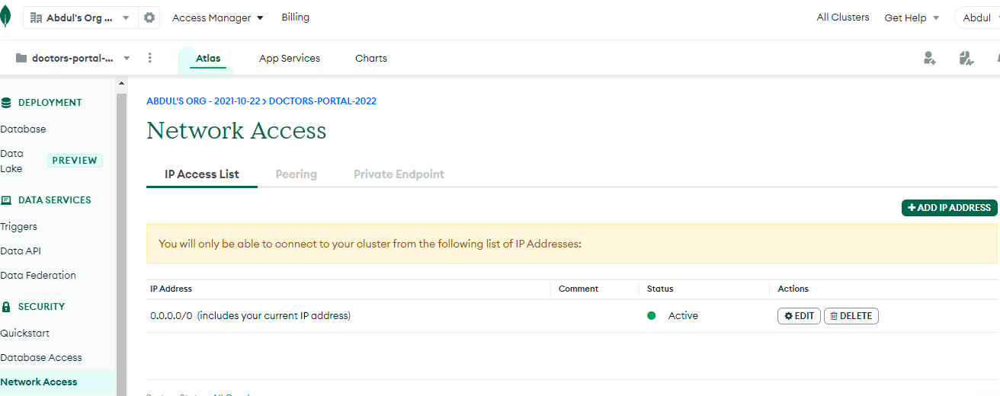 Abdul's Org ...
Access Manager
Billing
All Clusters
Get Help
Abdul
doctors-portal-...
Atlas
App Services
Charts
DEPLOYMENT
Database
Data
Lake
PREVIEW
DATA SERVICES
Triggers
Data API
Data Federation
SECURITY
Quickstart
Database Access
Network Access
ABDUL'S ORG - 2021-10-22 > DOCTORS-PORTAL-2022
Network Access
IP Access List
Peering
Private Endpoint
+ ADD IP ADDRESS
You will only be able to connect to your cluster from the following list of IP Addresses:
IP Address Comment Status Actions
0.0.0.0/0 (includes your current IP address) Active EDIT DELETE